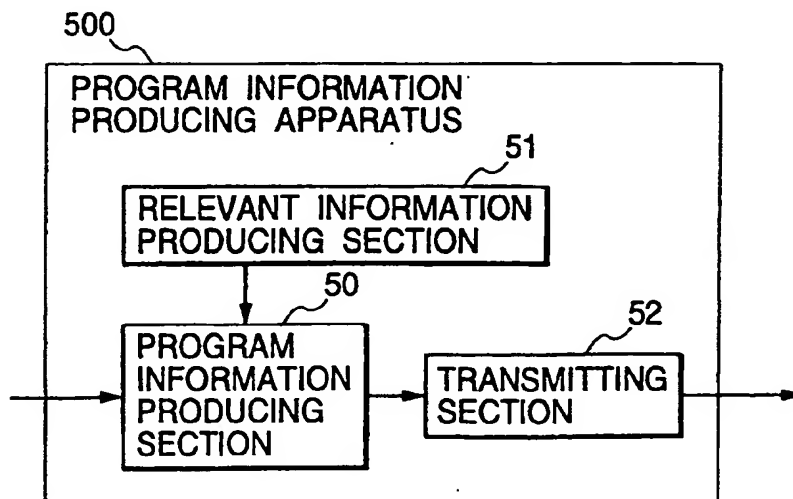 500
PROGRAM INFORMATION
PRODUCING APPARATUS
51
RELEVANT INFORMATION
PRODUCING SECTION
50
PROGRAM
INFORMATION
PRODUCING
SECTION
52
TRANSMITTING
SECTION